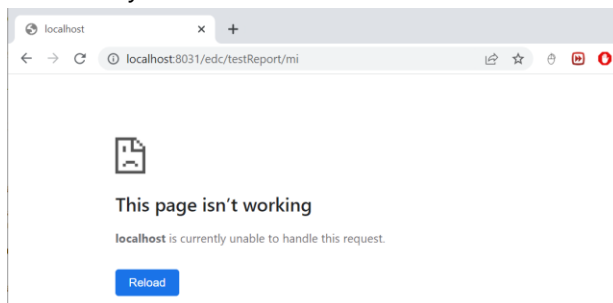 localhost
localhost:8031/edc/testReport/mi
This page isn't working
localhost is currently unable to handle this request.
Reload